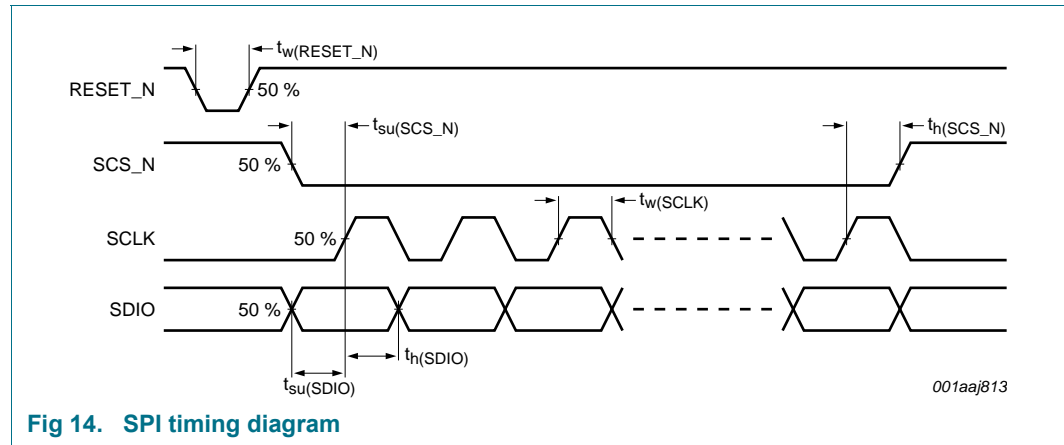 tw(RESET_N)
RESET_N
50 %
tsu(SCS_N)
th(SCS_N)
SCS_N
50 %
tw(SCLK)
SCLK
50 %
SDIO
50 %
th(SDIO)
tsu(SDIO)
001aaj813
Fig 14. SPI timing diagram